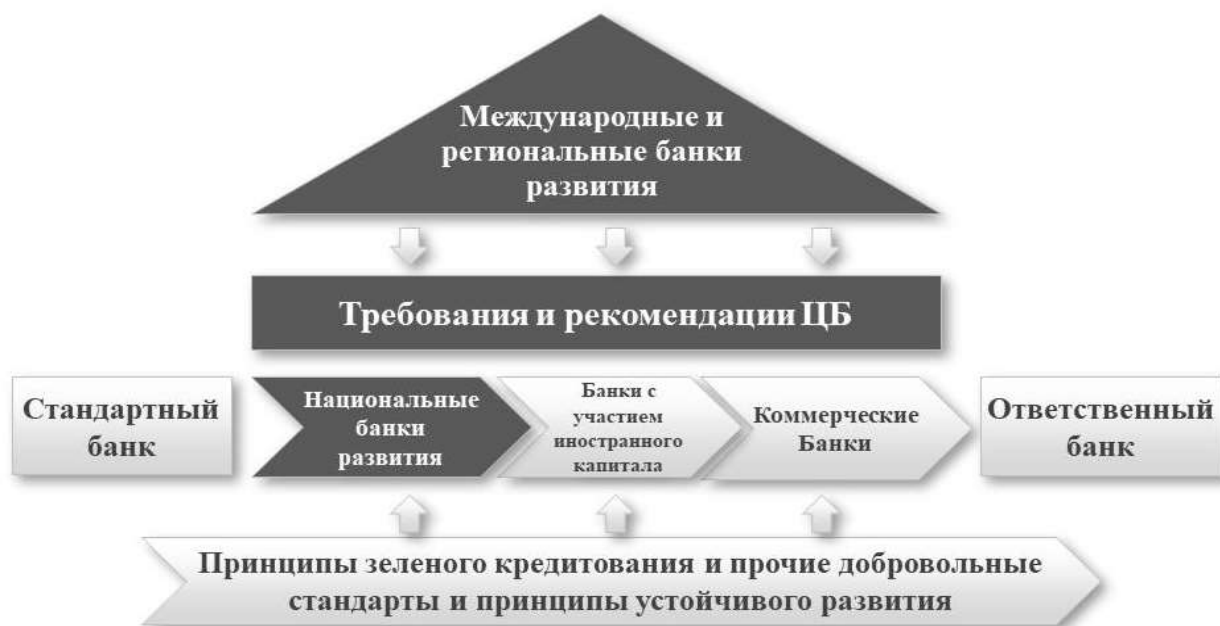 Международные и
региональные банки
развития
Требования и рекомендации ЦБ
Стандартный
банк
Национальные
банки
развития
Банки с
участием
иностранного
капитала
Коммерческие
Банки
Ответственный
банк
Принципы зеленого кредитования и прочие добровольные
стандарты и принципы устойчивого развития